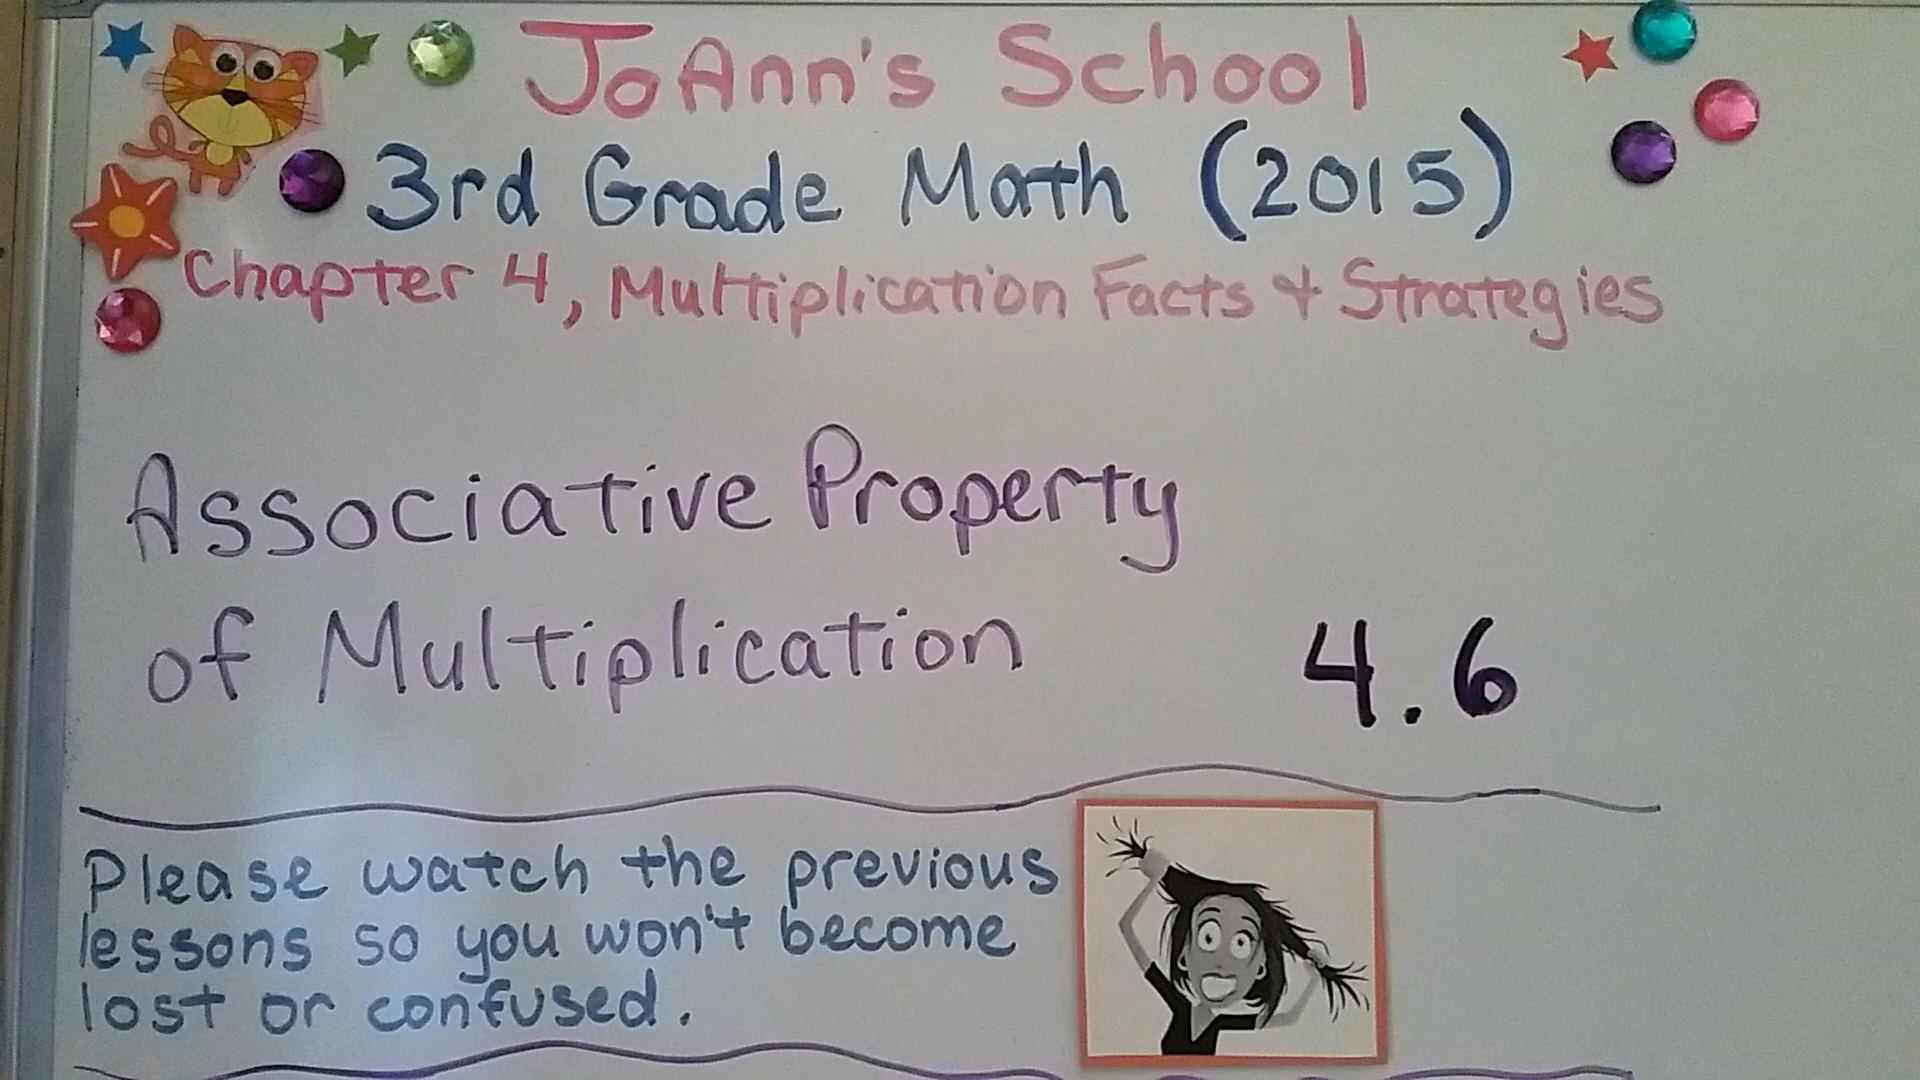 JoAnn's School
3rd Grade Math (2015)
Chapter 4, Multiplication Facts & Strategies
Associative Property
of Multiplication 4.6
Please watch the previous
lessons so you won't become
lost or confused.